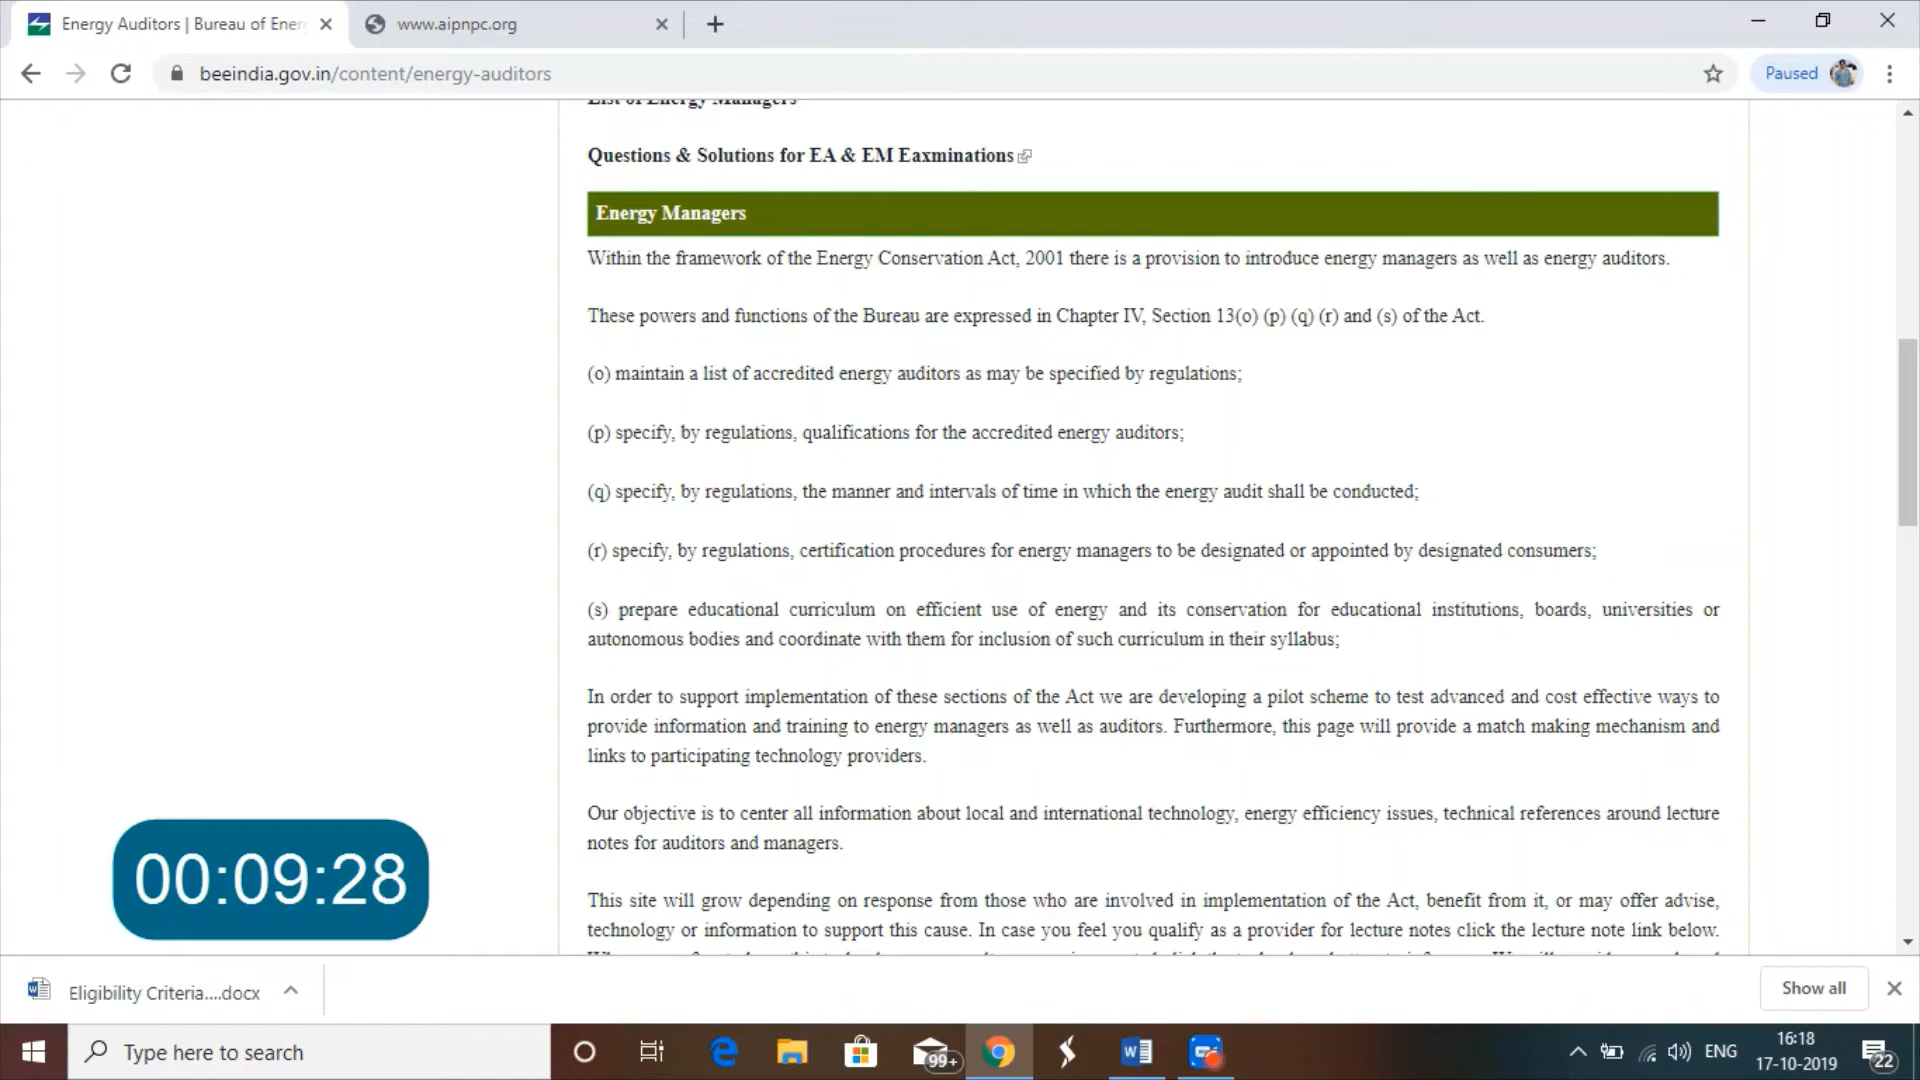 Energy Auditors | Bureau of Ener
www.aipnpc.org
beeindia.gov.in/content/energy-auditors
Paused
List of Energy Managers
Questions & Solutions for EA & EM Eaxminations
Energy Managers
Within the framework of the Energy Conservation Act, 2001 there is a provision to introduce energy managers as well as energy auditors.
These powers and functions of the Bureau are expressed in Chapter IV, Section 13(o) (p) (q) (r) and (s) of the Act.
(o) maintain a list of accredited energy auditors as may be specified by regulations;
(p) specify, by regulations, qualifications for the accredited energy auditors;
(q) specify, by regulations, the manner and intervals of time in which the energy audit shall be conducted;
(r) specify, by regulations, certification procedures for energy managers to be designated or appointed by designated consumers;
(s) prepare educational curriculum on efficient use of energy and its conservation for educational institutions, boards, universities or
autonomous bodies and coordinate with them for inclusion of such curriculum in their syllabus;
In order to support implementation of these sections of the Act we are developing a pilot scheme to test advanced and cost effective ways to
provide information and training to energy managers as well as auditors. Furthermore, this page will provide a match making mechanism and
links to participating technology providers.
Our objective is to center all information about local and international technology, energy efficiency issues, technical references around lecture
notes for auditors and managers.
This site will grow depending on response from those who are involved in implementation of the Act, benefit from it, or may offer advise,
technology or information to support this cause. In case you feel you qualify as a provider for lecture notes click the lecture note link below.
00:09:28
Eligibility Criteria....docx
Show all
Type here to search
99+
ENG
16:18
17-10-2019
22